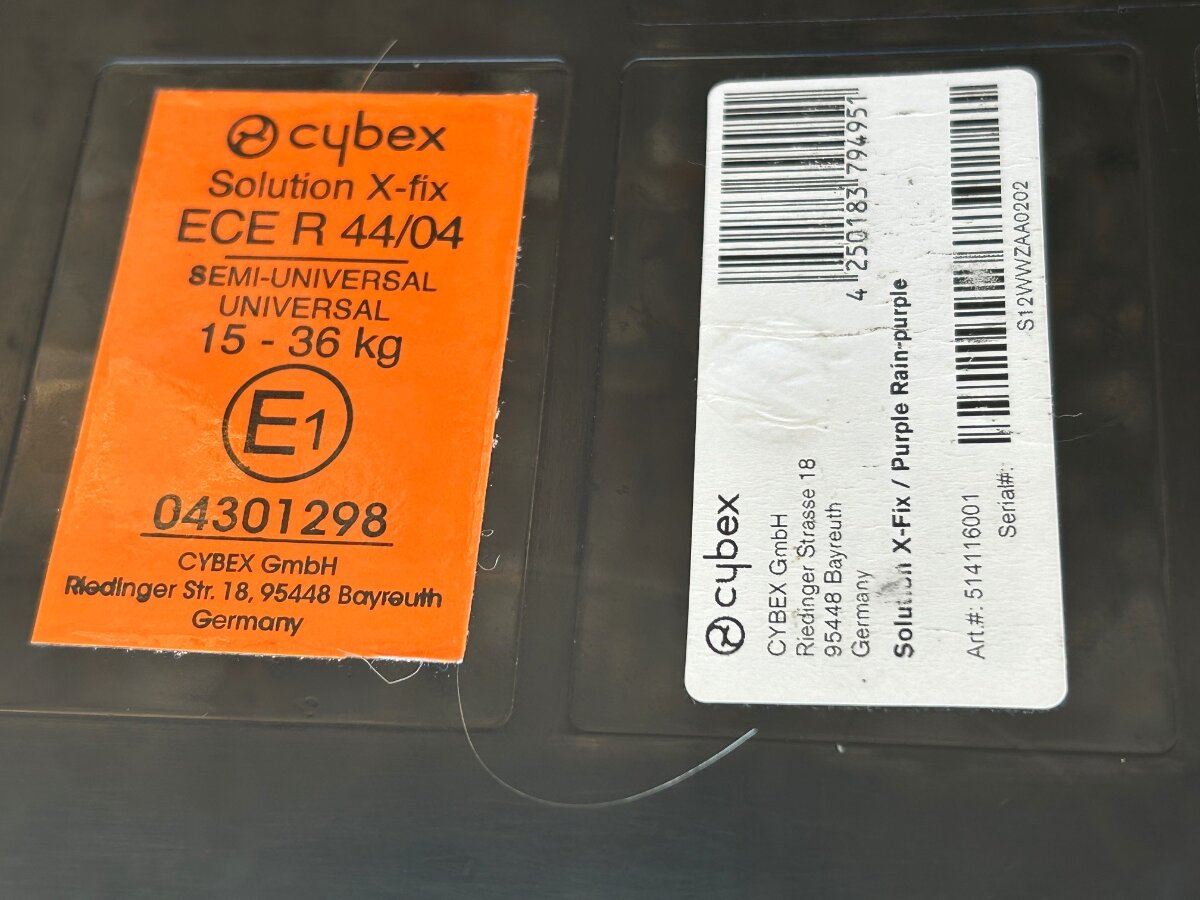 cybex
Solution X-fix
ECE R 44/04
SEMI-UNIVERSAL
UNIVERSAL
15 - 36 kg
E1
04301298
CYBEX GmbH
Riedinger Str. 18, 95448 Bayreuth
Germany
cybex
CYBEX GmbH
Riedinger Strasse 18
95448 Bayreuth
Germany
4 250183 794951
Solution X-Fix / Purple Rain-purple
Art.#: 514116001
Serial#:
S12WWZAA0202